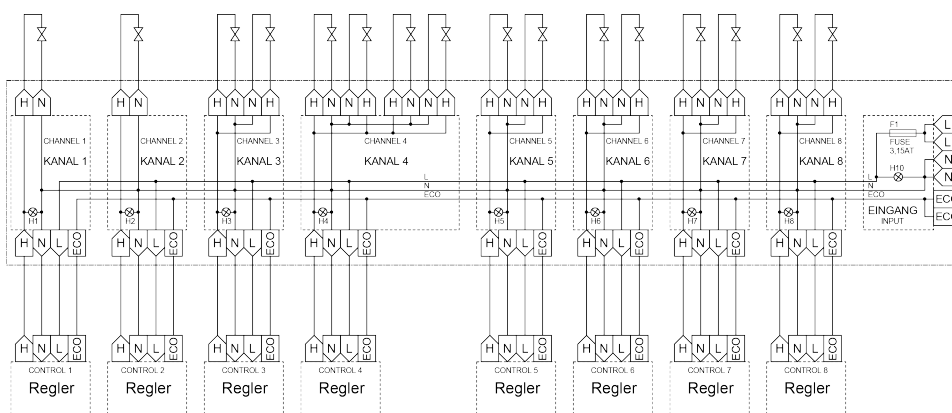 H N H N H N N H H N N H H N N H H N N H H N N H H N N H H N N H
CHANNEL 1 CHANNEL 2 CHANNEL 3 CHANNEL 4 CHANNEL 5 CHANNEL 6 CHANNEL 7 CHANNEL 8
KANAL 1 KANAL 2 KANAL 3 KANAL 4 KANAL 5 KANAL 6 KANAL 7 KANAL 8
F1
FUSE
3,15AT
L
L
N
N
H10
L L
N N
ECO ECO
ECO
ECO
EINGANG
INPUT
H1 H2 H3 H4 H5 H6 H7 H8
H N L ECO H N L ECO H N L ECO H N L ECO H N L ECO H N L ECO H N L ECO H N L ECO
H N L ECO H N L ECO H N L ECO H N L ECO H N L ECO H N L ECO H N L ECO H N L ECO
CONTROL 1 CONTROL 2 CONTROL 3 CONTROL 4 CONTROL 5 CONTROL 6 CONTROL 7 CONTROL 8
Regler Regler Regler Regler Regler Regler Regler Regler